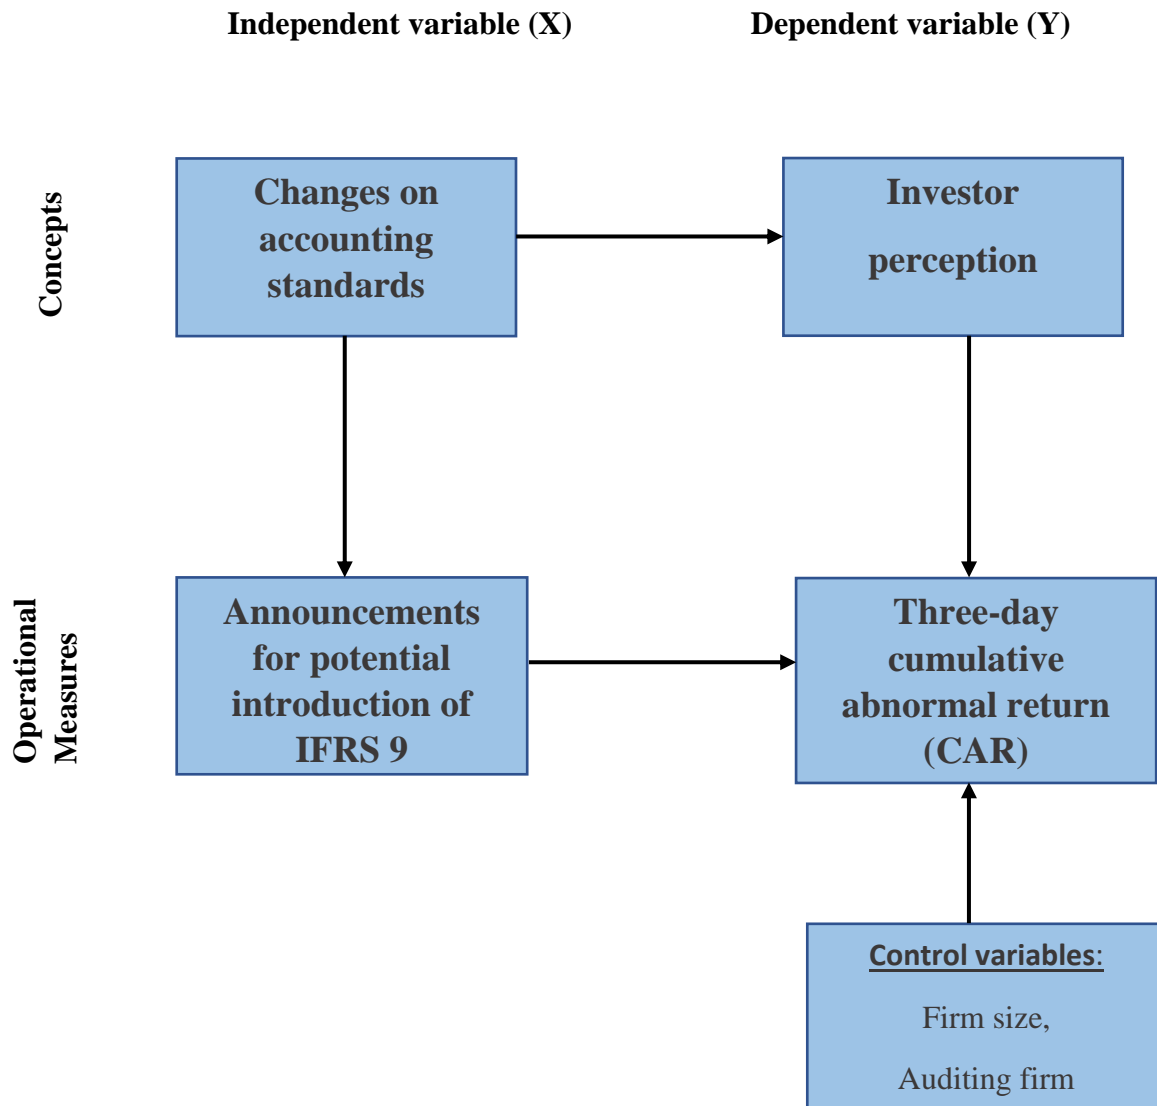 Independent variable (X)
Dependent variable (Y)
Concepts
Changes on
accounting
standards
Investor
perception
Operational
Measures
Announcements
for potential
introduction of
IFRS 9
Three-day
cumulative
abnormal return
(CAR)
Control variables:
Firm size,
Auditing firm